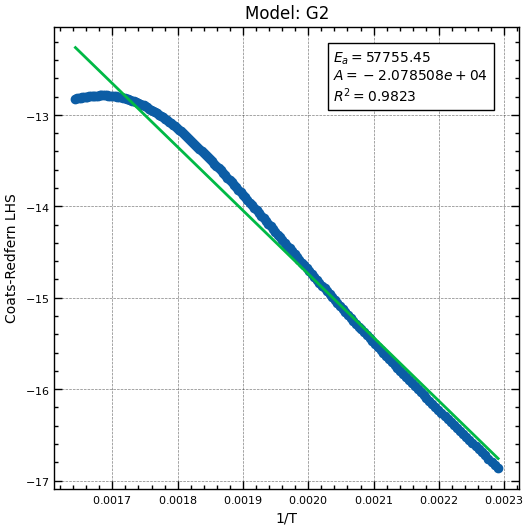 Model: G2
E_a = 57755.45
A = −2.078508e + 04
R² = 0.9823
−13
−14
−15
−16
−17
Coats-Redfern LHS
0.0017 0.0018 0.0019 0.0020 0.0021 0.0022 0.0023
1/T